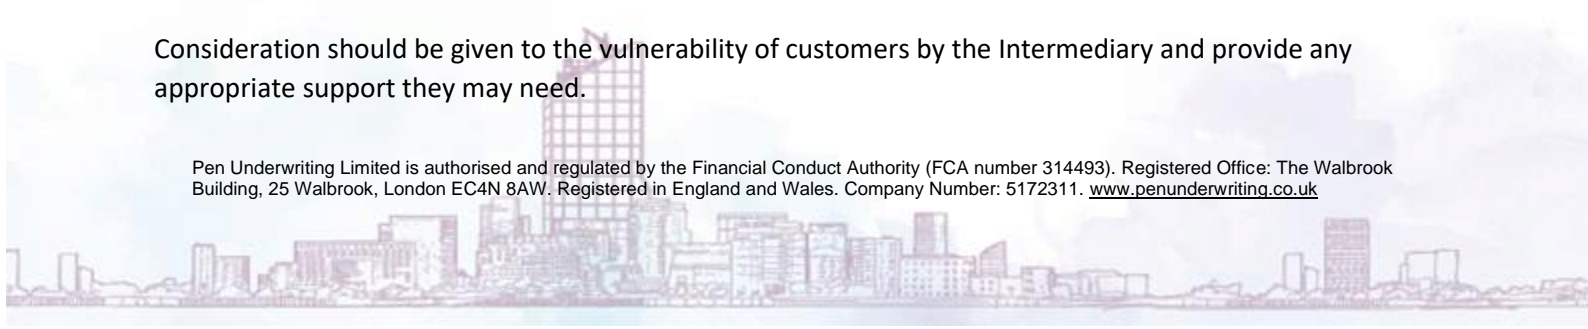 Consideration should be given to the vulnerability of customers by the Intermediary and provide any
appropriate support they may need.
Pen Underwriting Limited is authorised and regulated by the Financial Conduct Authority (FCA number 314493). Registered Office: The Walbrook
Building, 25 Walbrook, London EC4N 8AW. Registered in England and Wales. Company Number: 5172311. www.penunderwriting.co.uk